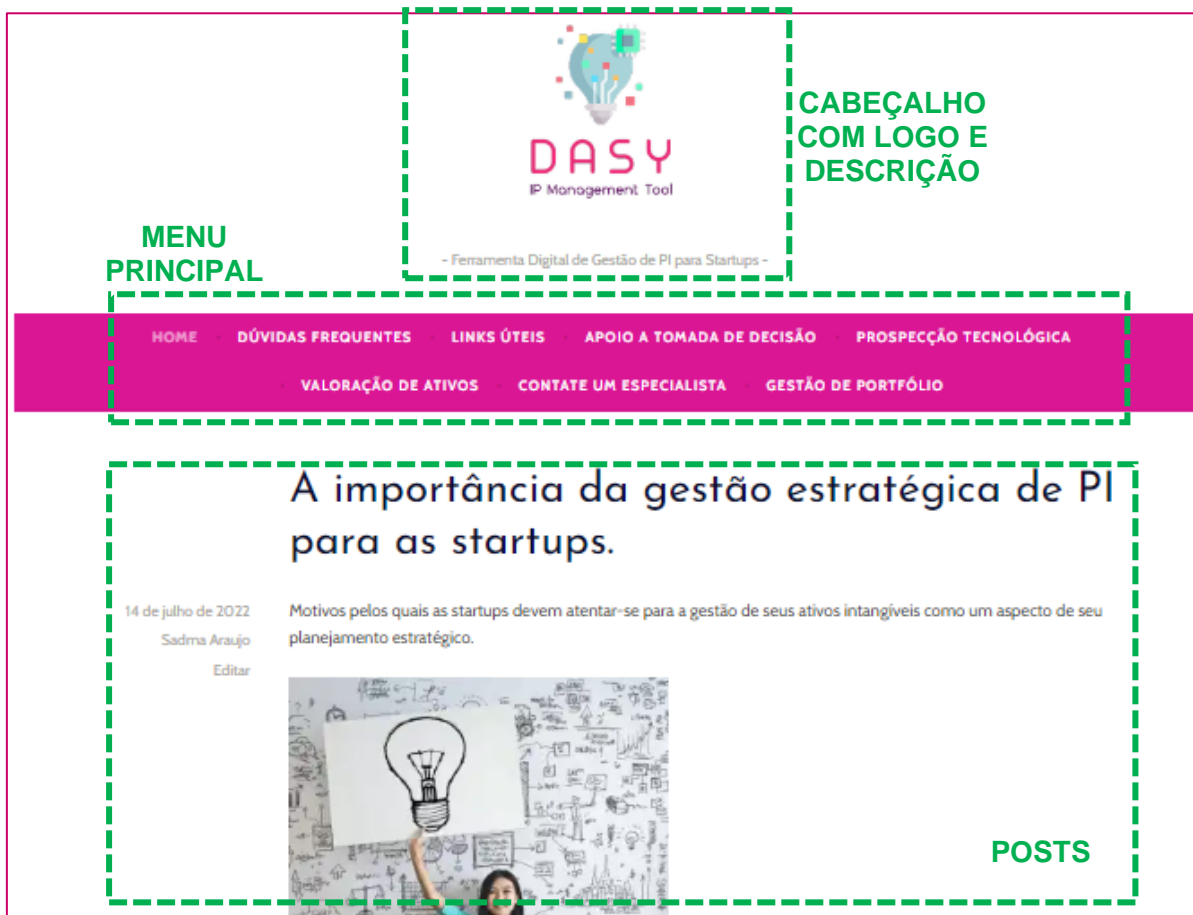 DASY
IP Management Tool
- Ferramenta Digital de Gestão de PI para Startups -
CABEÇALHO
COM LOGO E
DESCRIÇÃO
MENU
PRINCIPAL
HOME DÚVIDAS FREQUENTES LINKS ÚTEIS APOIO A TOMADA DE DECISÃO PROSPECÇÃO TECNOLÓGICA
VALORAÇÃO DE ATIVOS CONTATE UM ESPECIALISTA GESTÃO DE PORTFÓLIO
A importância da gestão estratégica de PI
para as startups.
14 de julho de 2022
Sadma Araujo
Editar
Motivos pelos quais as startups devem atentar-se para a gestão de seus ativos intangíveis como um aspecto de seu
planejamento estratégico.
POSTS